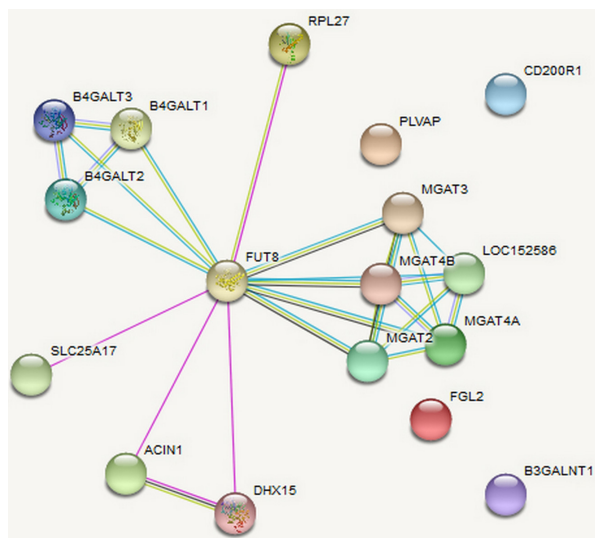 RPL27
CD200R1
B4GALT3
B4GALT1
PLVAP
B4GALT2
MGAT3
LOC152586
FUT8
MGAT4B
MGAT4A
MGAT2
SLC25A17
FGL2
ACIN1
B3GALNT1
DHX15